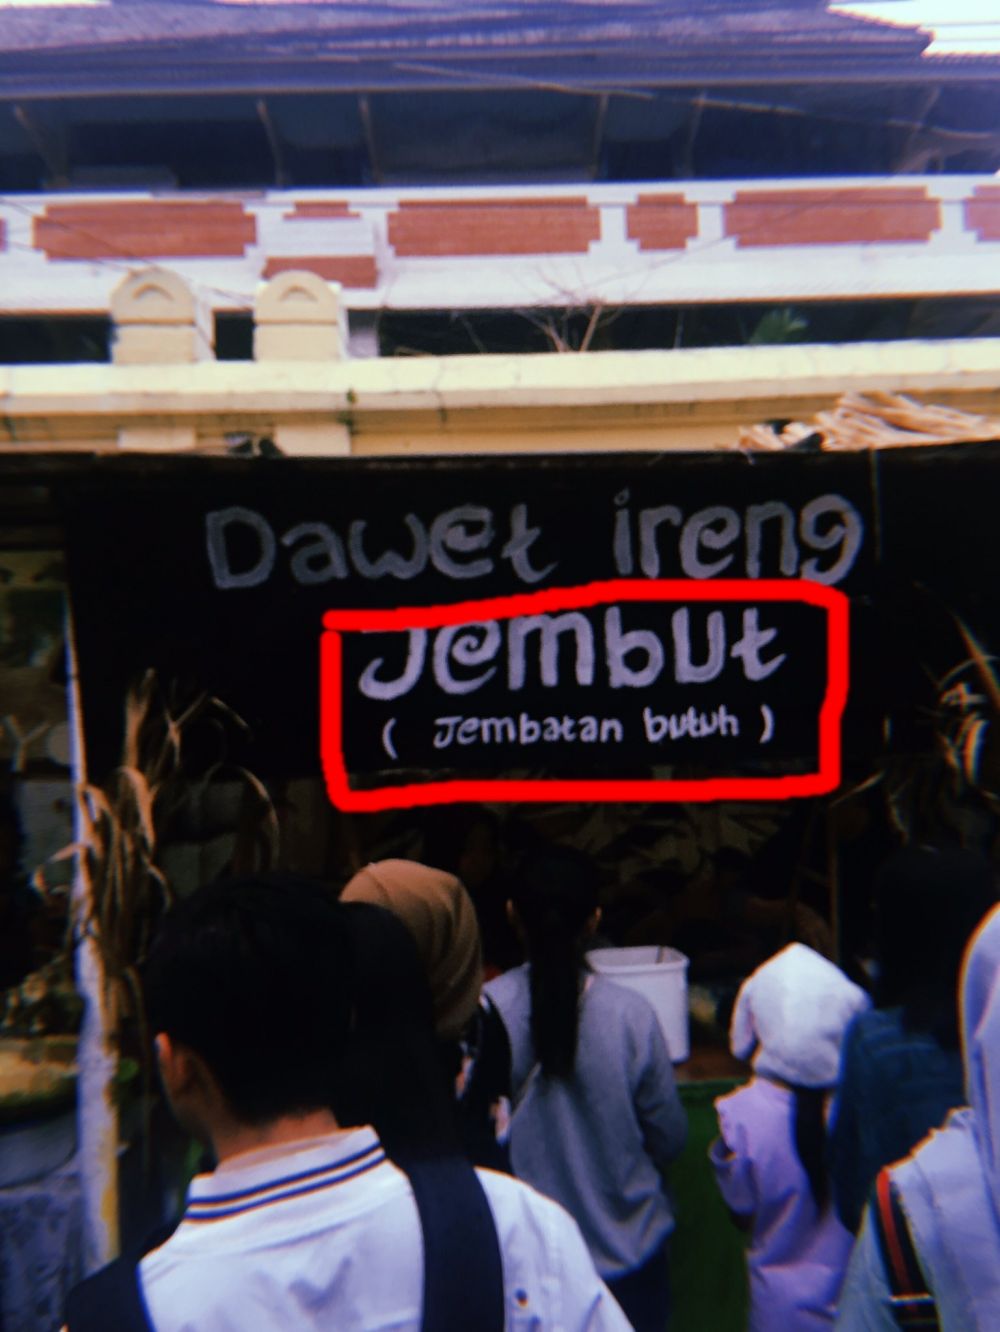 Dawet ireng
Jembut
( Jembatan butuh )